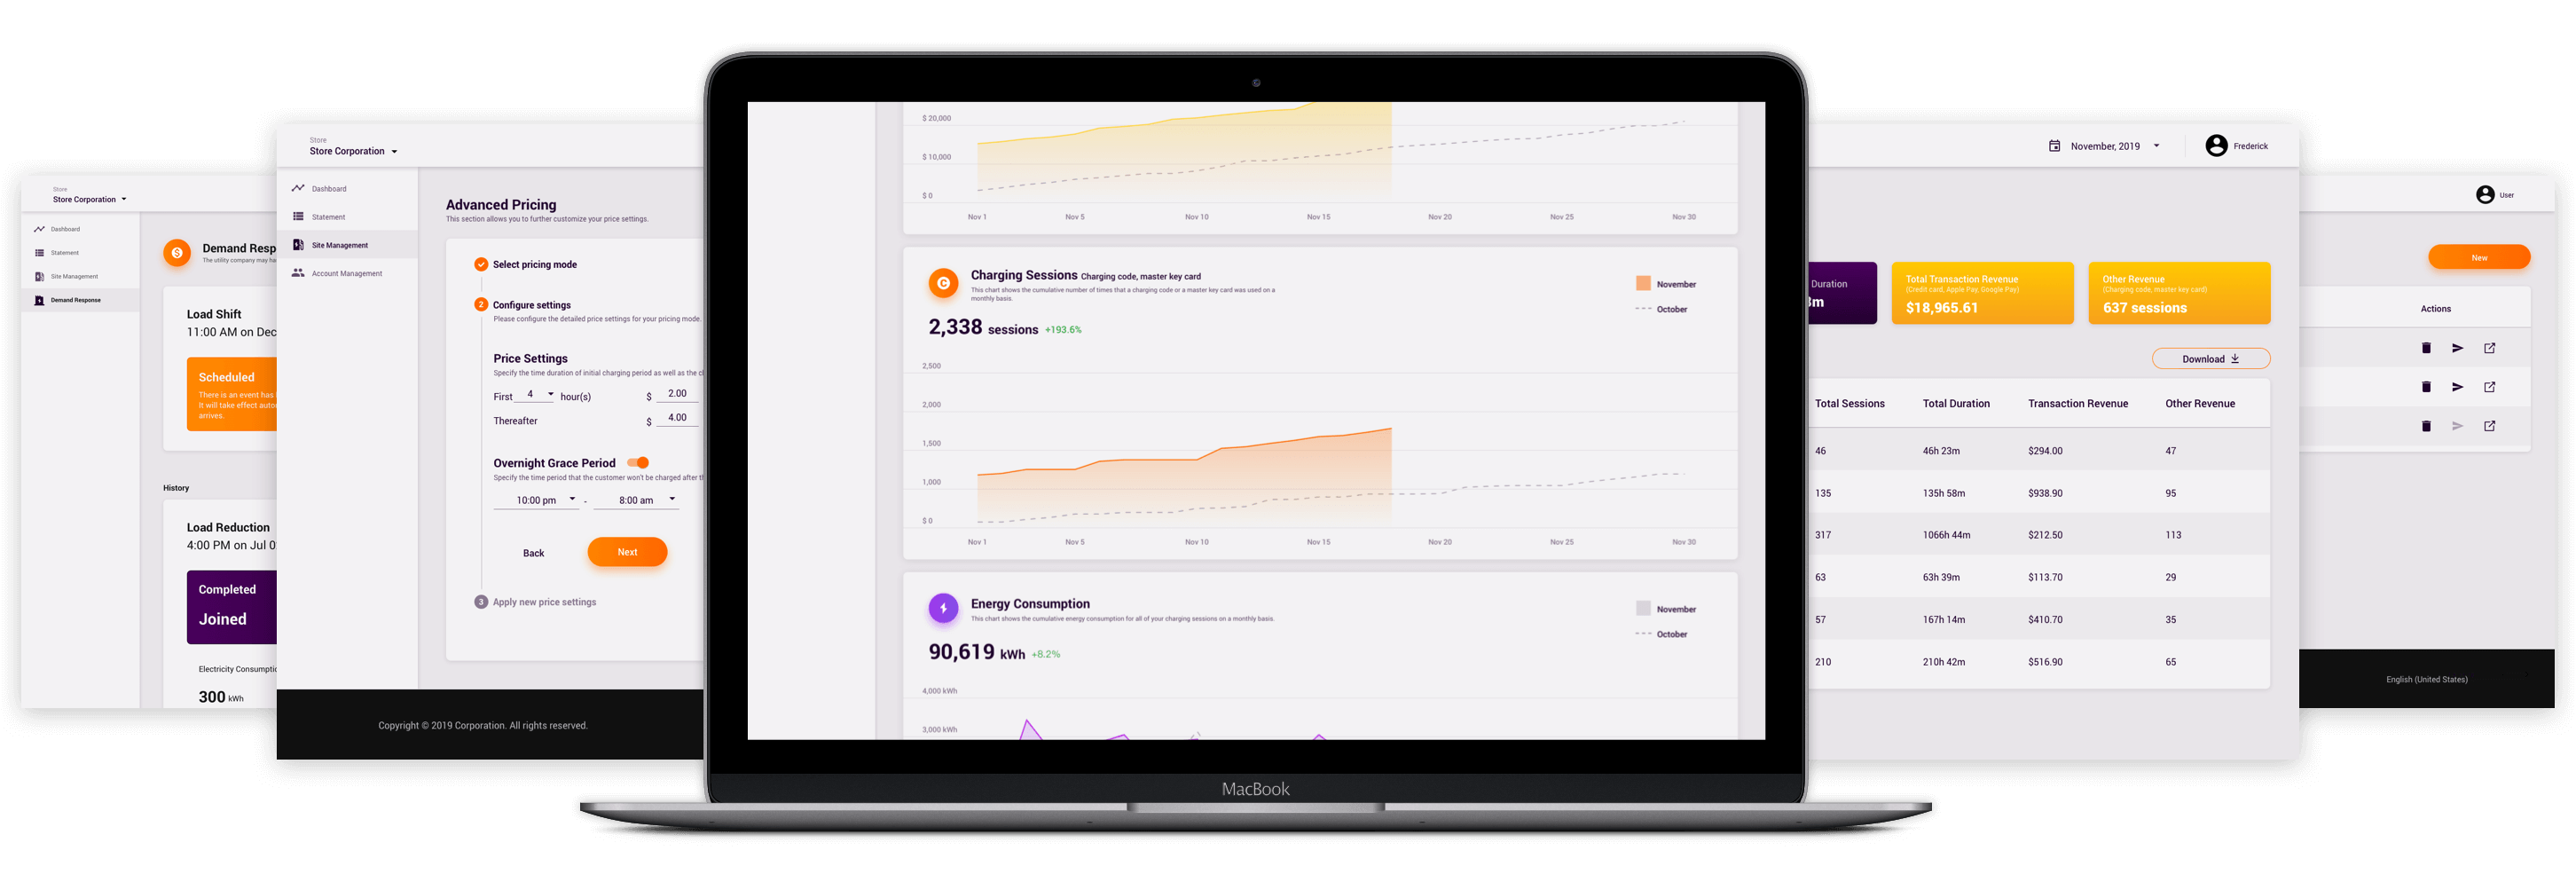 Store
Store Corporation
Dashboard
Statement
Site Management
Demand Response
Demand Resp
The utility company may ha
Load Shift
11:00 AM on Dec
Scheduled
There is an event has
It will take effect auto
arrives.
History
Load Reduction
4:00 PM on Jul 0
Completed
Joined
Electricity Consumptio
300 kWh
Store
Store Corporation
Dashboard
Statement
Site Management
Account Management
Advanced Pricing
This section allows you to further customize your price settings.
Select pricing mode
2 Configure settings
Please configure the detailed price settings for your pricing mode.
Price Settings
Specify the time duration of initial charging period as well as the c
First 4 hour(s) $ 2.00
Thereafter $ 4.00
Overnight Grace Period
Specify the time period that the customer won't be charged after t
10:00 pm - 8:00 am
Back Next
3 Apply new price settings
Copyright © 2019 Corporation. All rights reserved.
$ 20,000
$ 10,000
$ 0
Nov 1 Nov 5 Nov 10 Nov 15 Nov 20 Nov 25 Nov 30
Charging Sessions Charging code, master key card
This chart shows the cumulative number of times that a charging code or a master key card was used on a
monthly basis.
2,338 sessions +193.6%
November
October
2,500
2,000
1,500
1,000
$ 0
Nov 1 Nov 5 Nov 10 Nov 15 Nov 20 Nov 25 Nov 30
Energy Consumption
This chart shows the cumulative energy consumption for all of your charging sessions on a monthly basis.
90,619 kWh +8.2%
November
October
4,000 kWh
3,000 kWh
MacBook
November, 2019 Frederick
Duration
3m
Total Transaction Revenue
(Credit card, Apple Pay, Google Pay)
$18,965.61
Other Revenue
(Charging code, master key card)
637 sessions
Download
Total Sessions Total Duration Transaction Revenue Other Revenue
46 46h 23m $294.00 47
135 135h 58m $938.90 95
317 1066h 44m $212.50 113
63 63h 39m $113.70 29
57 167h 14m $410.70 35
210 210h 42m $516.90 65
User
New
Actions
English (United States)